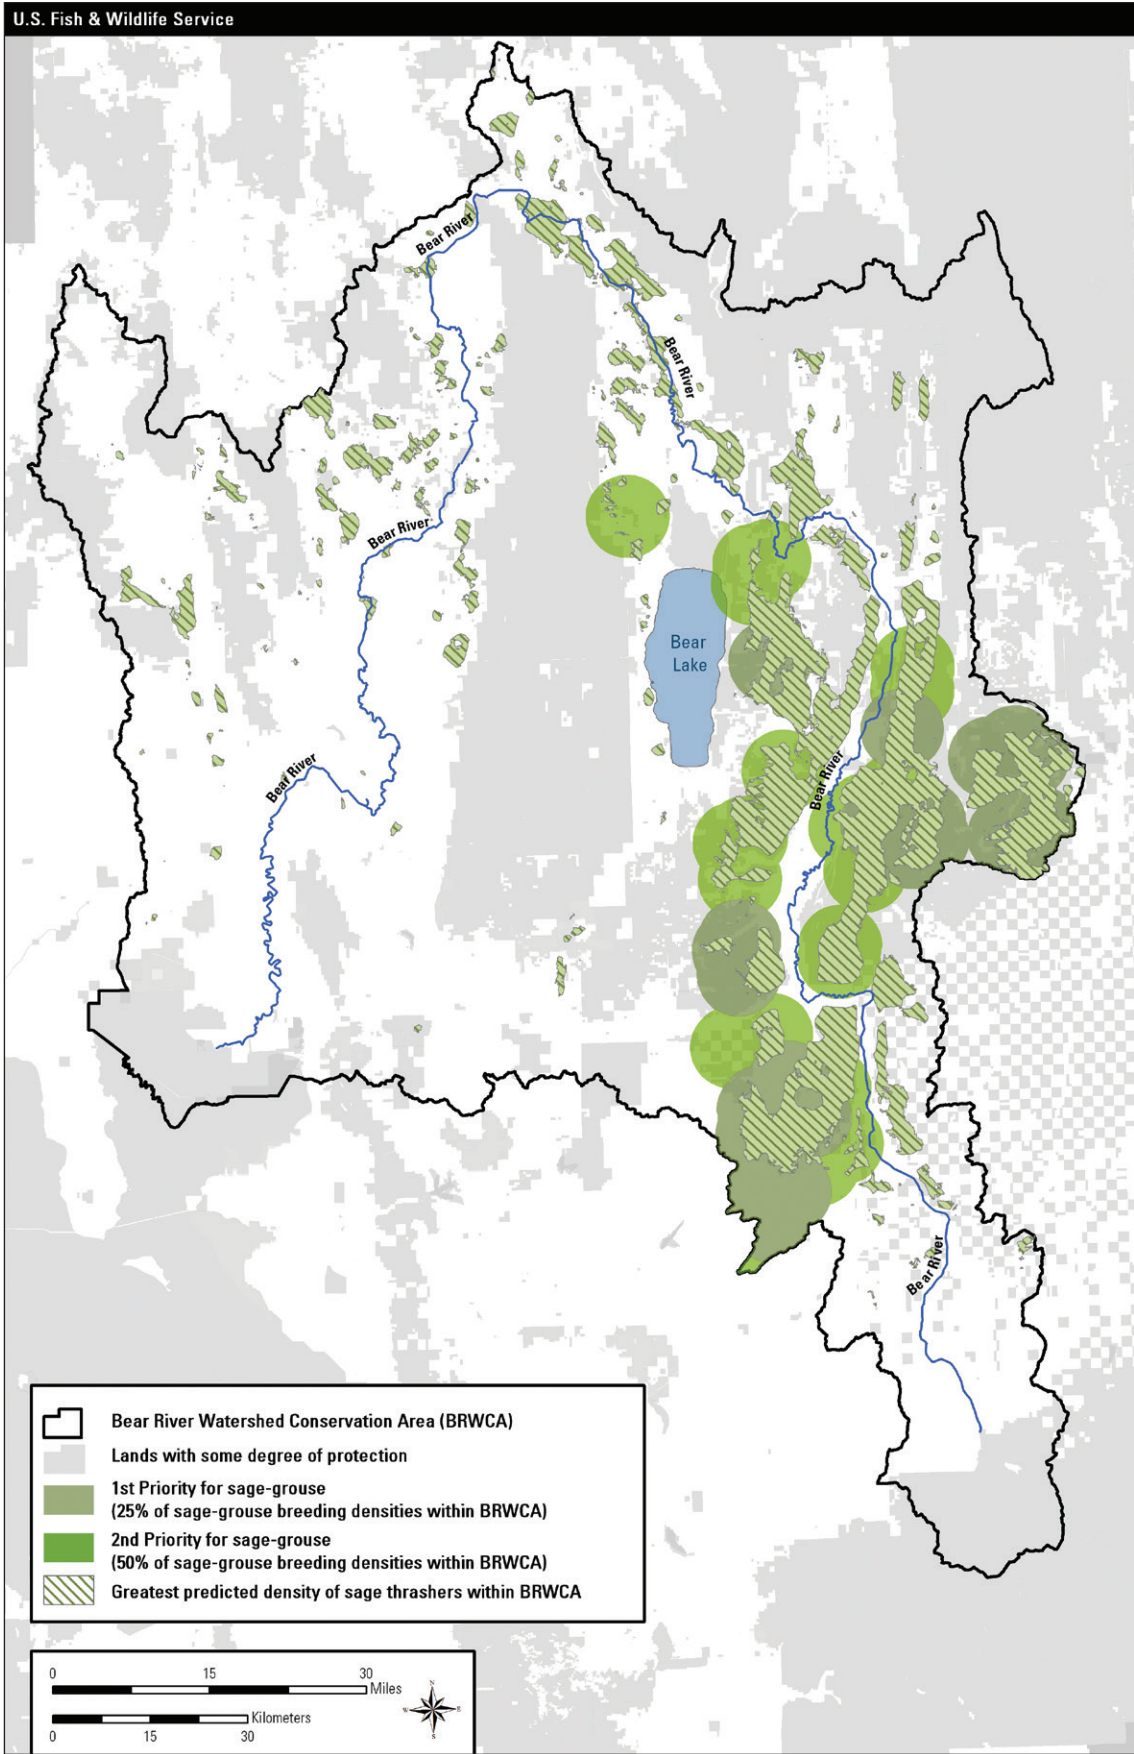 U.S. Fish & Wildlife Service
Bear River
Bear River
Bear River
Bear
Lake
Bear River
Bear River
Bear River
Bear River Watershed Conservation Area (BRWCA)
Lands with some degree of protection
1st Priority for sage-grouse
(25% of sage-grouse breeding densities within BRWCA)
2nd Priority for sage-grouse
(50% of sage-grouse breeding densities within BRWCA)
Greatest predicted density of sage thrashers within BRWCA
0 15 30
Miles
Kilometers
0 15 30
N
W E
S